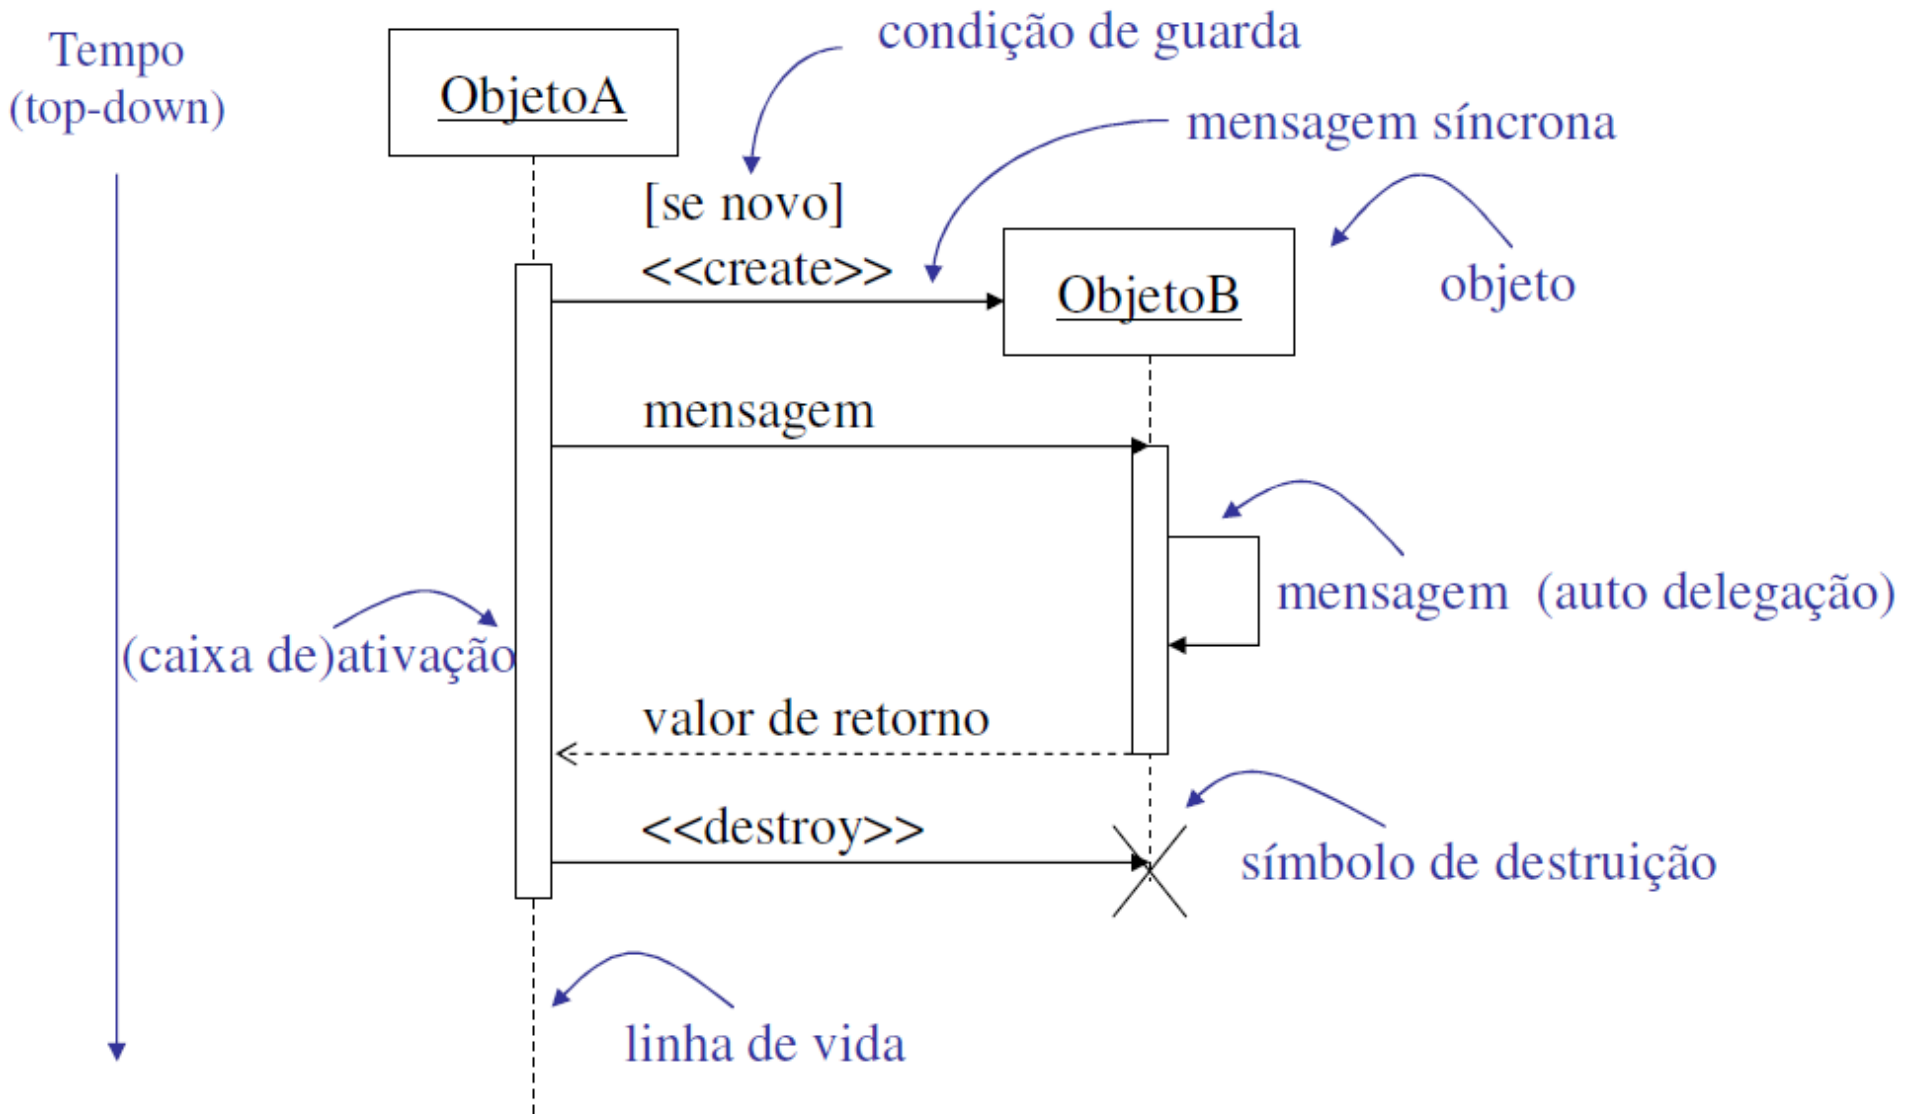 Tempo
(top-down)
ObjetoA
condição de guarda
mensagem síncrona
[se novo]
<<create>>
ObjetoB
objeto
mensagem
mensagem (auto delegação)
(caixa de)ativação
valor de retorno
<<destroy>>
símbolo de destruição
linha de vida